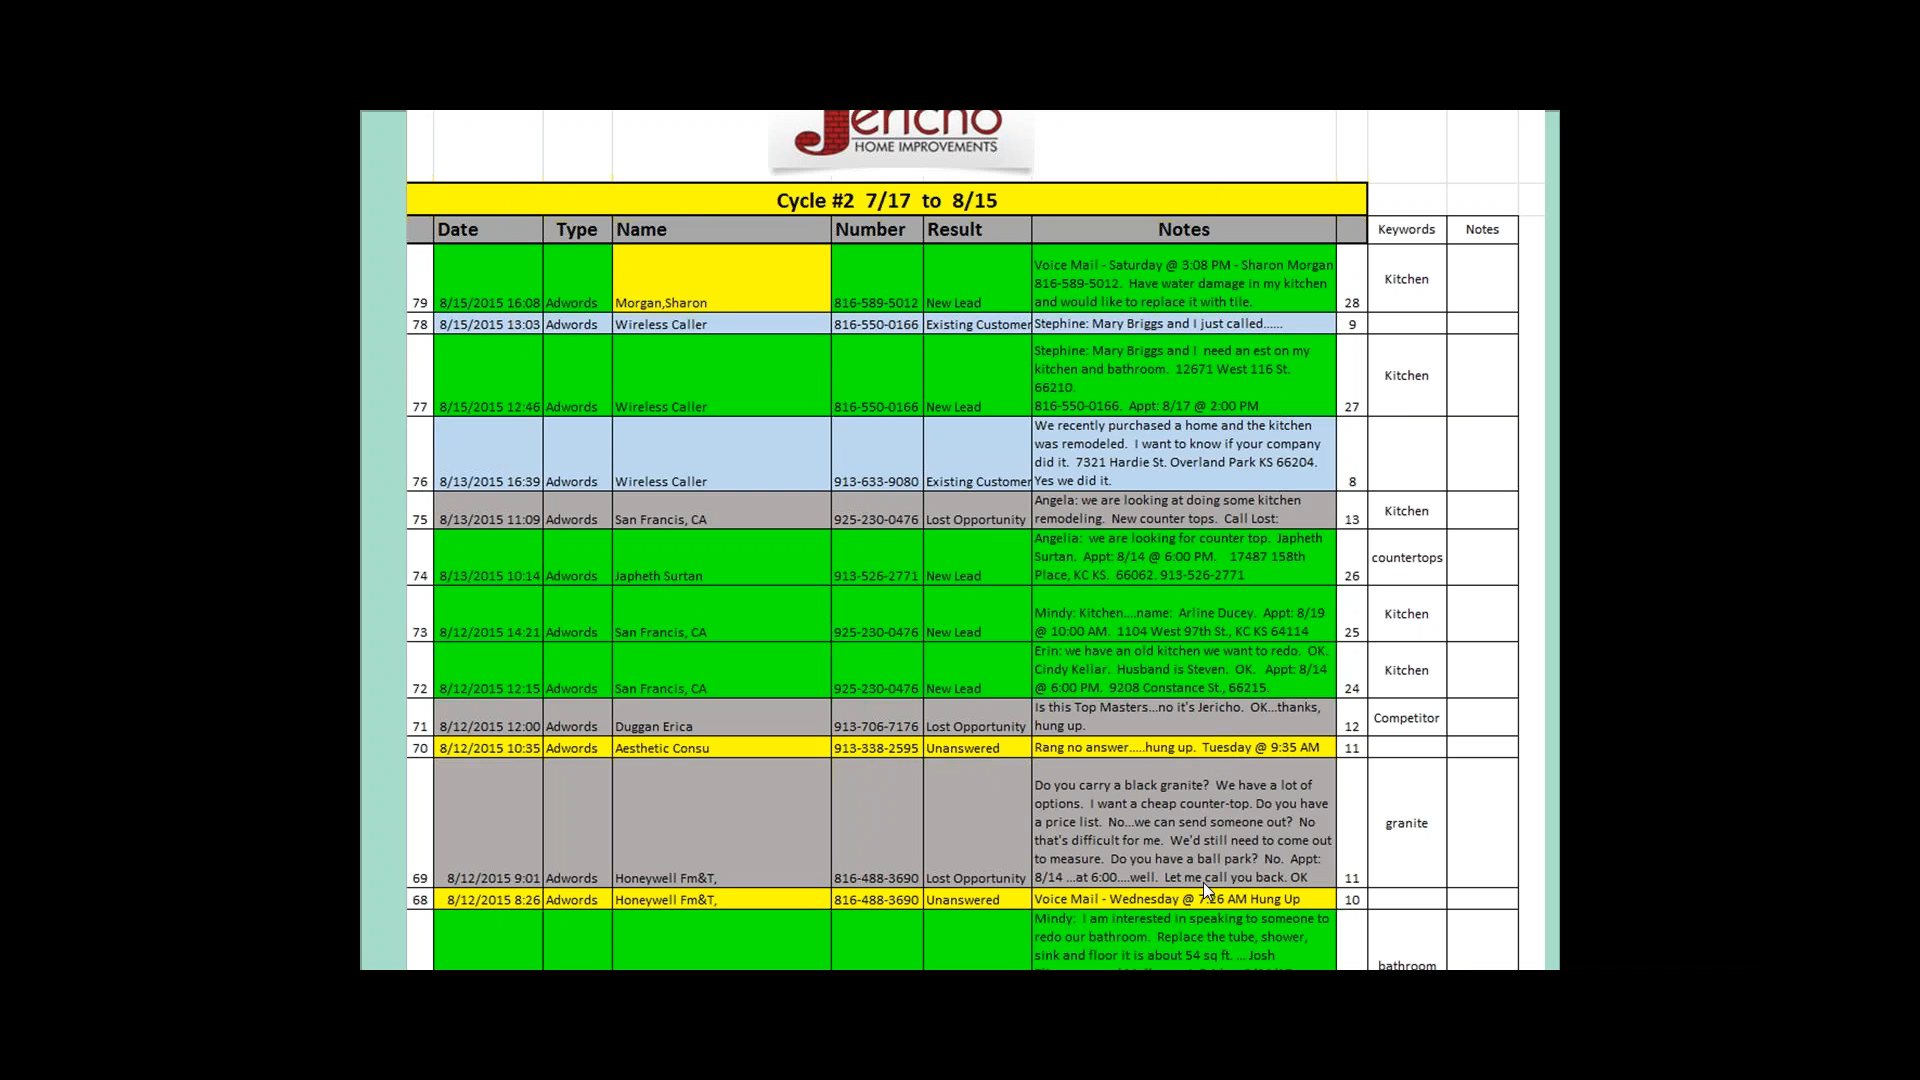 Jericho
HOME IMPROVEMENTS
Cycle #2 7/17 to 8/15
Date Type Name Number Result Notes Keywords Notes
79 8/15/2015 16:08 Adwords Morgan,Sharon 816-589-5012 New Lead Voice Mail - Saturday @ 3:08 PM - Sharon Morgan
816-589-5012. Have water damage in my kitchen
and would like to replace it with tile. 28 Kitchen
78 8/15/2015 13:03 Adwords Wireless Caller 816-550-0166 Existing Customer Stephine: Mary Briggs and I just called...... 9
77 8/15/2015 12:46 Adwords Wireless Caller 816-550-0166 New Lead Stephine: Mary Briggs and I need an est on my
kitchen and bathroom. 12671 West 116 St.
66210.
816-550-0166. Appt: 8/17 @ 2:00 PM 27 Kitchen
76 8/13/2015 16:39 Adwords Wireless Caller 913-633-9080 Existing Customer We recently purchased a home and the kitchen
was remodeled. I want to know if your company
did it. 7321 Hardie St. Overland Park KS 66204.
Yes we did it. 8
75 8/13/2015 11:09 Adwords San Francis, CA 925-230-0476 Lost Opportunity Angela: we are looking at doing some kitchen
remodeling. New counter tops. Call Lost: 13 Kitchen
74 8/13/2015 10:14 Adwords Japheth Surtan 913-526-2771 New Lead Angelia: we are looking for counter top. Japheth
Surtan. Appt: 8/14 @ 6:00 PM. 17487 158th
Place, KC KS. 66062. 913-526-2771 26 countertops
73 8/12/2015 14:21 Adwords San Francis, CA 925-230-0476 New Lead Mindy: Kitchen....name: Arline Ducey. Appt: 8/19
@ 10:00 AM. 1104 West 97th St., KC KS 64114 25 Kitchen
72 8/12/2015 12:15 Adwords San Francis, CA 925-230-0476 New Lead Erin: we have an old kitchen we want to redo. OK.
Cindy Kellar. Husband is Steven. OK. Appt: 8/14
@ 6:00 PM. 9208 Constance St., 66215. 24 Kitchen
71 8/12/2015 12:00 Adwords Duggan Erica 913-706-7176 Lost Opportunity Is this Top Masters...no it's Jericho. OK...thanks,
hung up. 12 Competitor
70 8/12/2015 10:35 Adwords Aesthetic Consu 913-338-2595 Unanswered Rang no answer.....hung up. Tuesday @ 9:35 AM 11
69 8/12/2015 9:01 Adwords Honeywell Fm&T, 816-488-3690 Lost Opportunity Do you carry a black granite? We have a lot of
options. I want a cheap counter-top. Do you have
a price list. No...we can send someone out? No
that's difficult for me. We'd still need to come out
to measure. Do you have a ball park? No. Appt:
8/14 ...at 6:00....well. Let me call you back. OK 11 granite
68 8/12/2015 8:26 Adwords Honeywell Fm&T, 816-488-3690 Unanswered Voice Mail - Wednesday @ 7:26 AM Hung Up 10
Mindy: I am interested in speaking to someone to
redo our bathroom. Replace the tube, shower,
sink and floor it is about 54 sq ft. ... Josh
bathroom